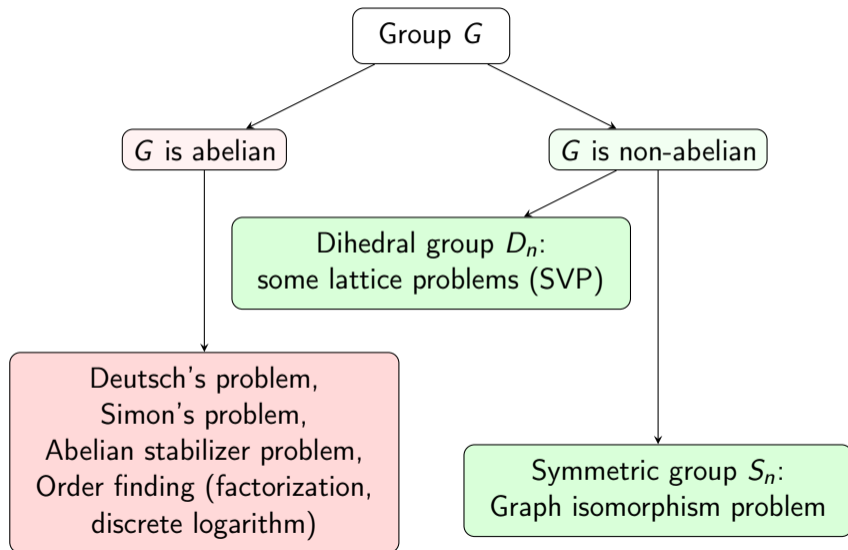 Group G
G is abelian
G is non-abelian
Dihedral group Dₙ:
some lattice problems (SVP)
Deutsch's problem,
Simon's problem,
Abelian stabilizer problem,
Order finding (factorization,
discrete logarithm)
Symmetric group Sₙ:
Graph isomorphism problem